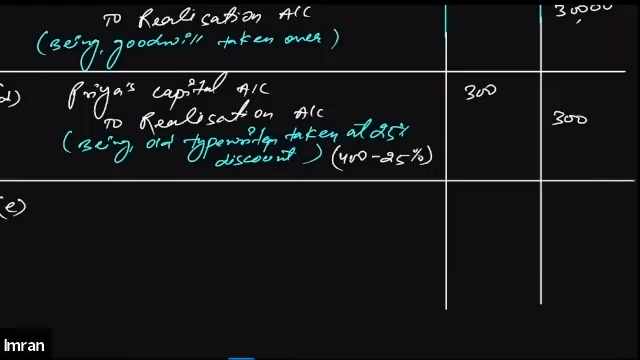 To Realisation A/C 30000
(Being, goodwill taken over)
d) Priya's capital A/C 300
To Realisation A/C 300
(Being, old typewriter taken at 25%
discount) (400-25%)
(e)
Imran